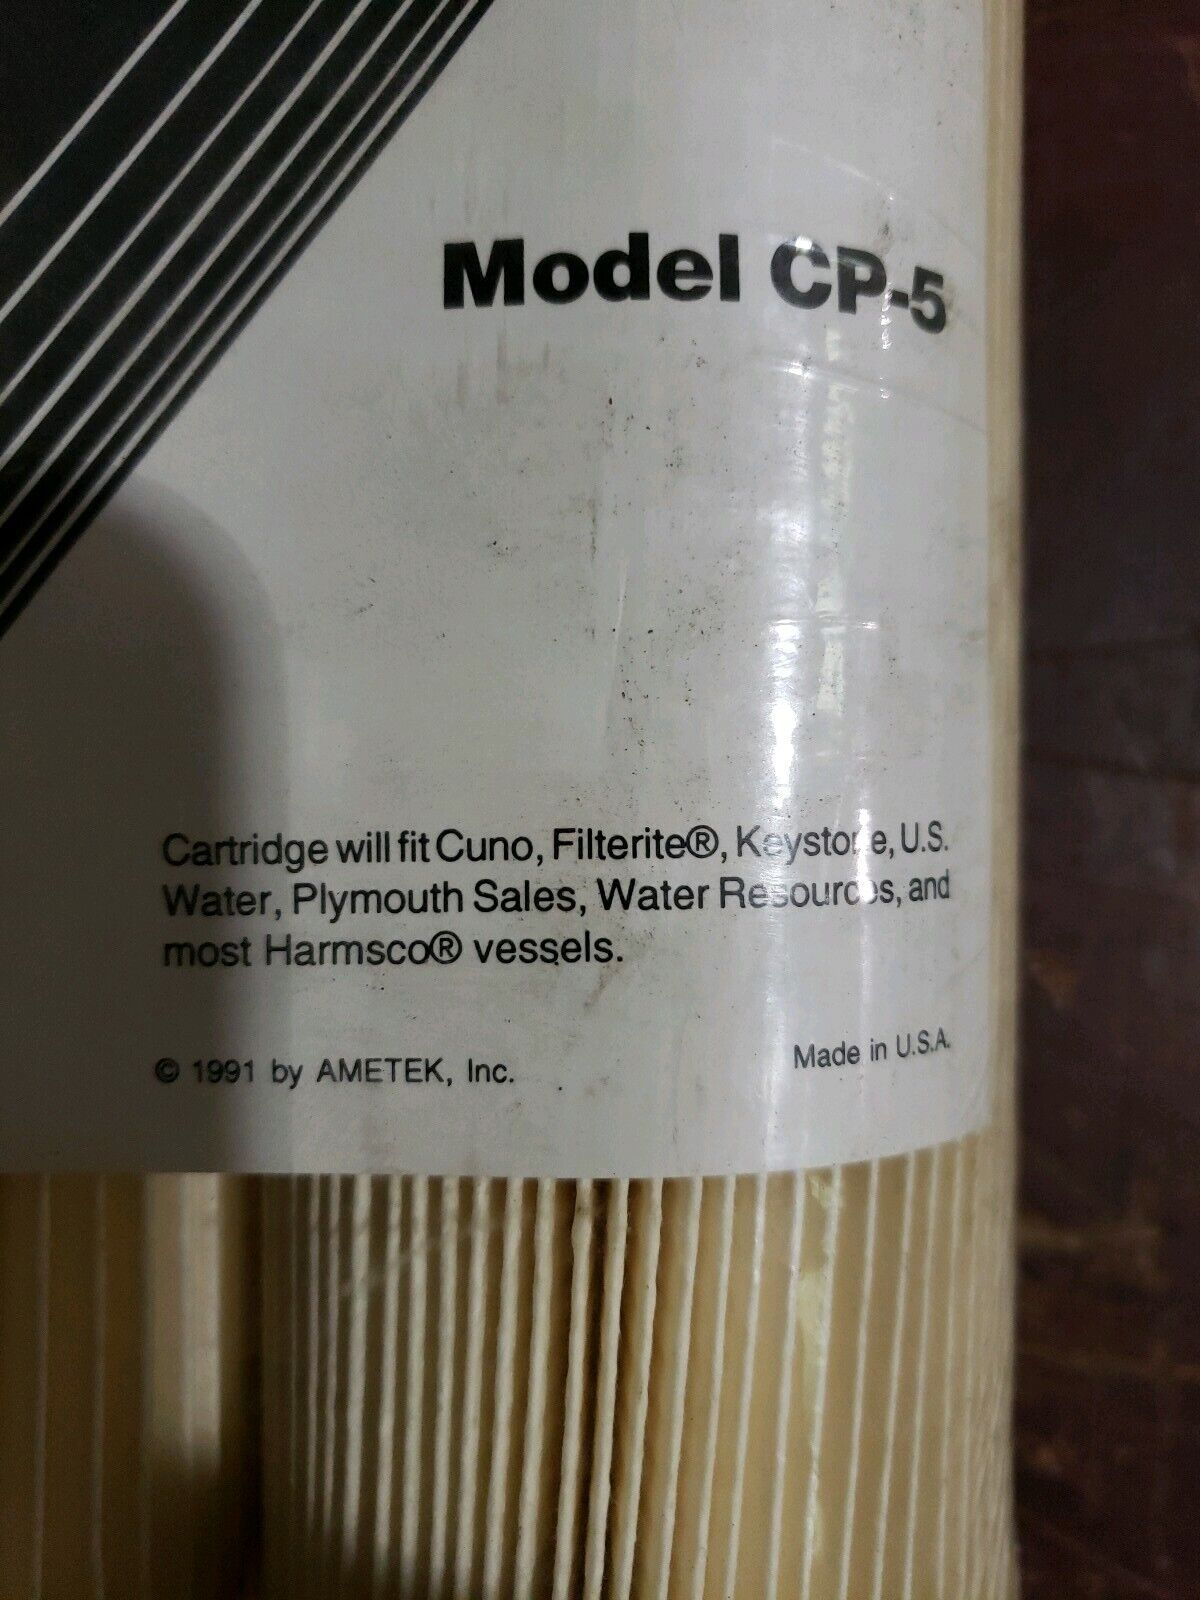 Model CP-5
Cartridge will fit Cuno, Filterite®, Keystone, U.S.
Water, Plymouth Sales, Water Resources, and
most Harmsco® vessels.
© 1991 by AMETEK, Inc.
Made in U.S.A.